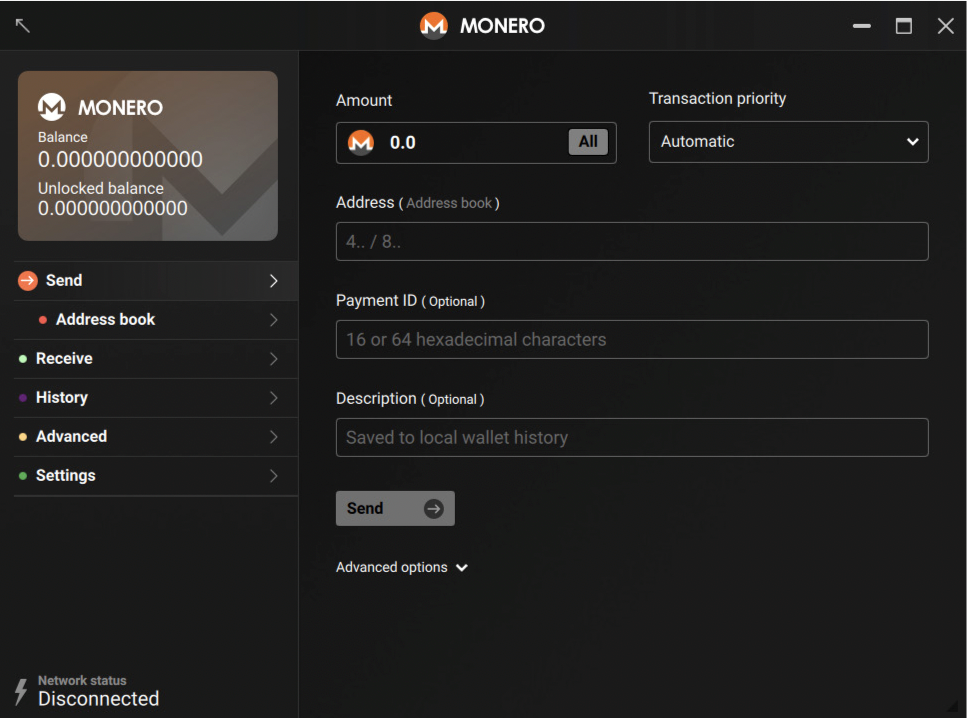 MONERO
MONERO
Balance
0.000000000000
Unlocked balance
0.000000000000
Send
Address book
Receive
History
Advanced
Settings
Network status
Disconnected
Amount
0.0
All
Transaction priority
Automatic
Address ( Address book )
4.. / 8..
Payment ID ( Optional )
16 or 64 hexadecimal characters
Description ( Optional )
Saved to local wallet history
Send
Advanced options